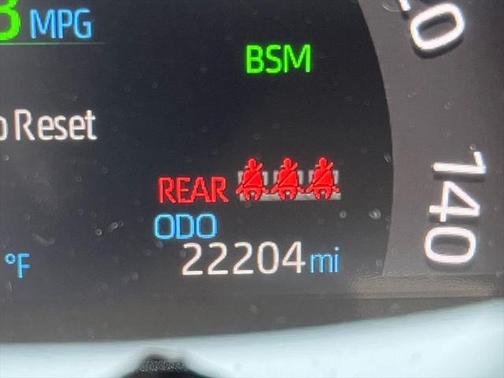 MPG
BSM
Reset
REAR
ODO
22204 mi
°F
140